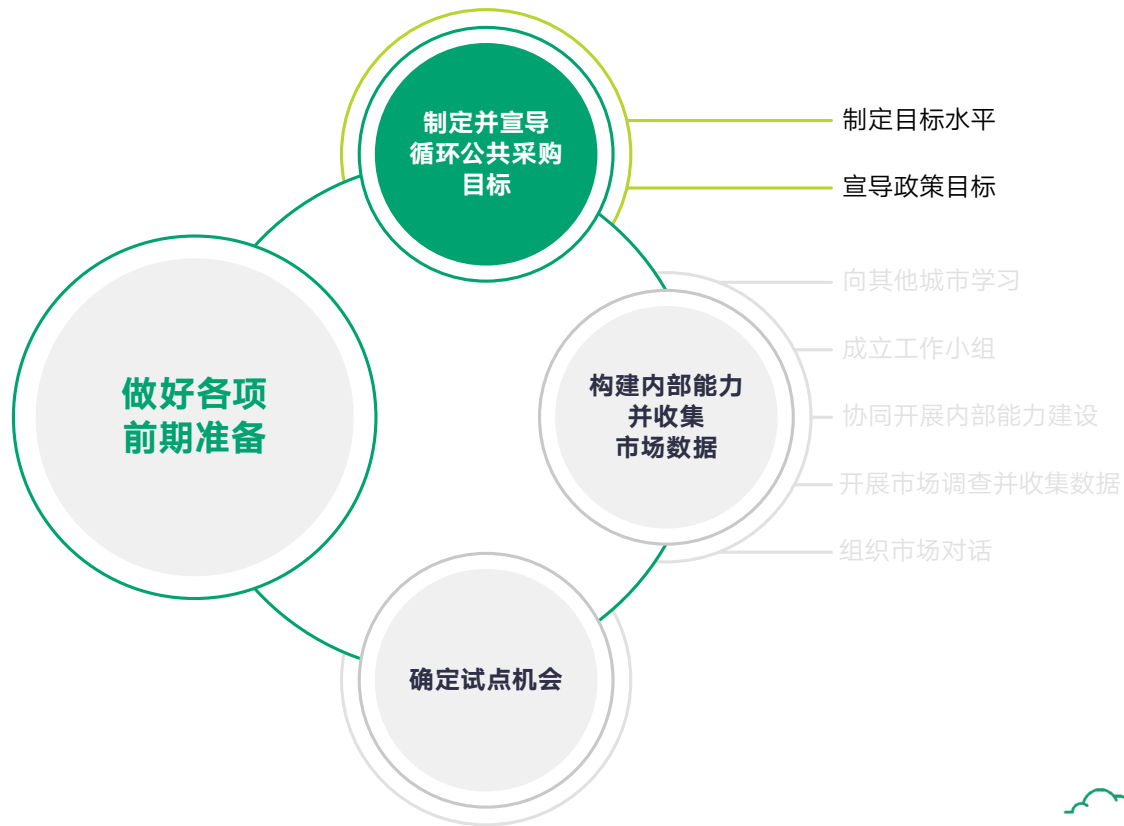 制定并宣导
循环公共采购
目标
制定目标水平
宣导政策目标
做好各项
前期准备
构建内部能力
并收集
市场数据
向其他城市学习
成立工作小组
协同开展内部能力建设
开展市场调查并收集数据
组织市场对话
确定试点机会